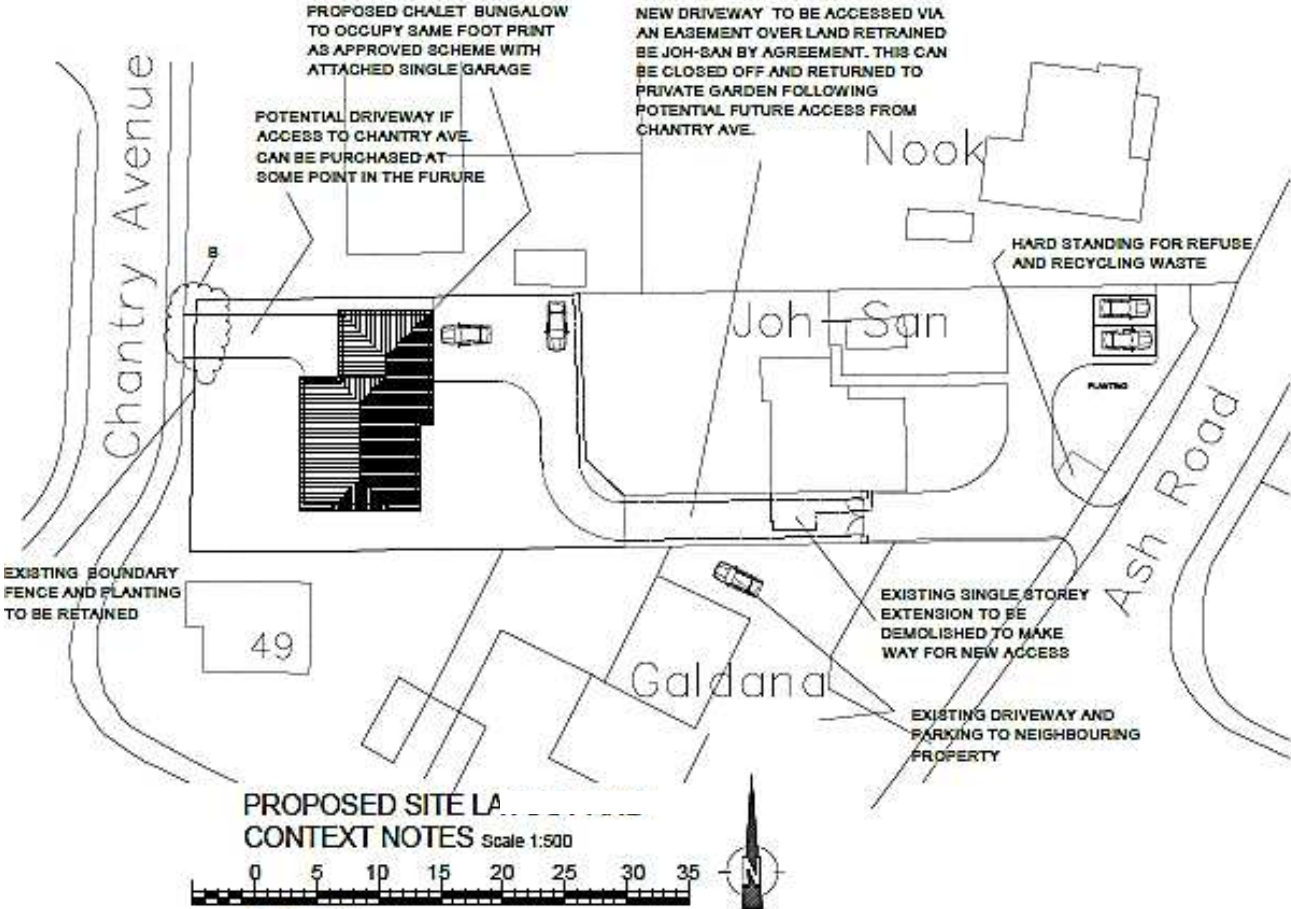 PROPOSED CHALET BUNGALOW
TO OCCUPY SAME FOOT PRINT
AS APPROVED SCHEME WITH
ATTACHED SINGLE GARAGE
NEW DRIVEWAY TO BE ACCESSED VIA
AN EASEMENT OVER LAND RETRAINED
BE JOH-SAN BY AGREEMENT. THIS CAN
BE CLOSED OFF AND RETURNED TO
PRIVATE GARDEN FOLLOWING
POTENTIAL FUTURE ACCESS FROM
CHANTRY AVE.
POTENTIAL DRIVEWAY IF
ACCESS TO CHANTRY AVE.
CAN BE PURCHASED AT
SOME POINT IN THE FURURE
Chantry Avenue
Nook
B
HARD STANDING FOR REFUSE
AND RECYCLING WASTE
Joh-San
PLANTING
Ash Road
EXISTING BOUNDARY
FENCE AND PLANTING
TO BE RETAINED
49
Galdana
EXISTING SINGLE STOREY
EXTENSION TO BE
DEMOLISHED TO MAKE
WAY FOR NEW ACCESS
EXISTING DRIVEWAY AND
PARKING TO NEIGHBOURING
PROPERTY
PROPOSED SITE
CONTEXT NOTES Scale 1:500
0 5 10 15 20 25 30 35
N